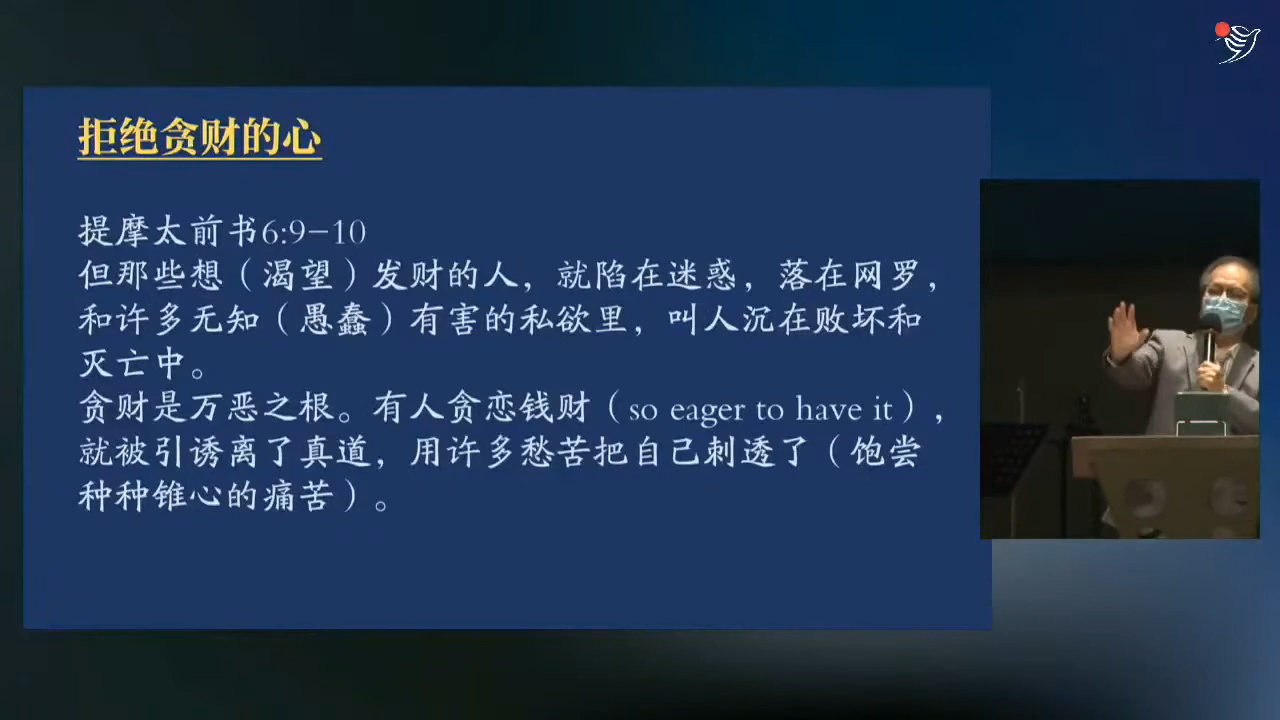 拒绝贪财的心
提摩太前书6:9-10
但那些想（渴望）发财的人，就陷在迷惑，落在网罗，
和许多无知（愚蠢）有害的私欲里，叫人沉在败坏和
灭亡中。
贪财是万恶之根。有人贪恋钱财（so eager to have it），
就被引诱离了真道，用许多愁苦把自己刺透了（饱尝
种种锥心的痛苦）。